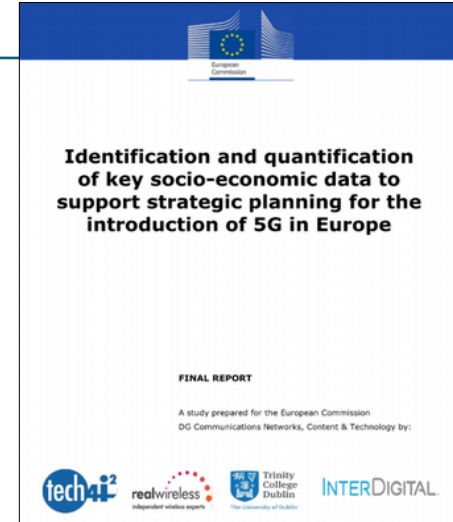 European
Commission
Identification and quantification
of key socio-economic data to
support strategic planning for the
introduction of 5G in Europe
FINAL REPORT
A study prepared for the European Commission
DG Communications Networks, Content & Technology by:
tech4i²
realwireless
independent wireless experts
Trinity
College
Dublin
The University of Dublin
INTERDIGITAL.